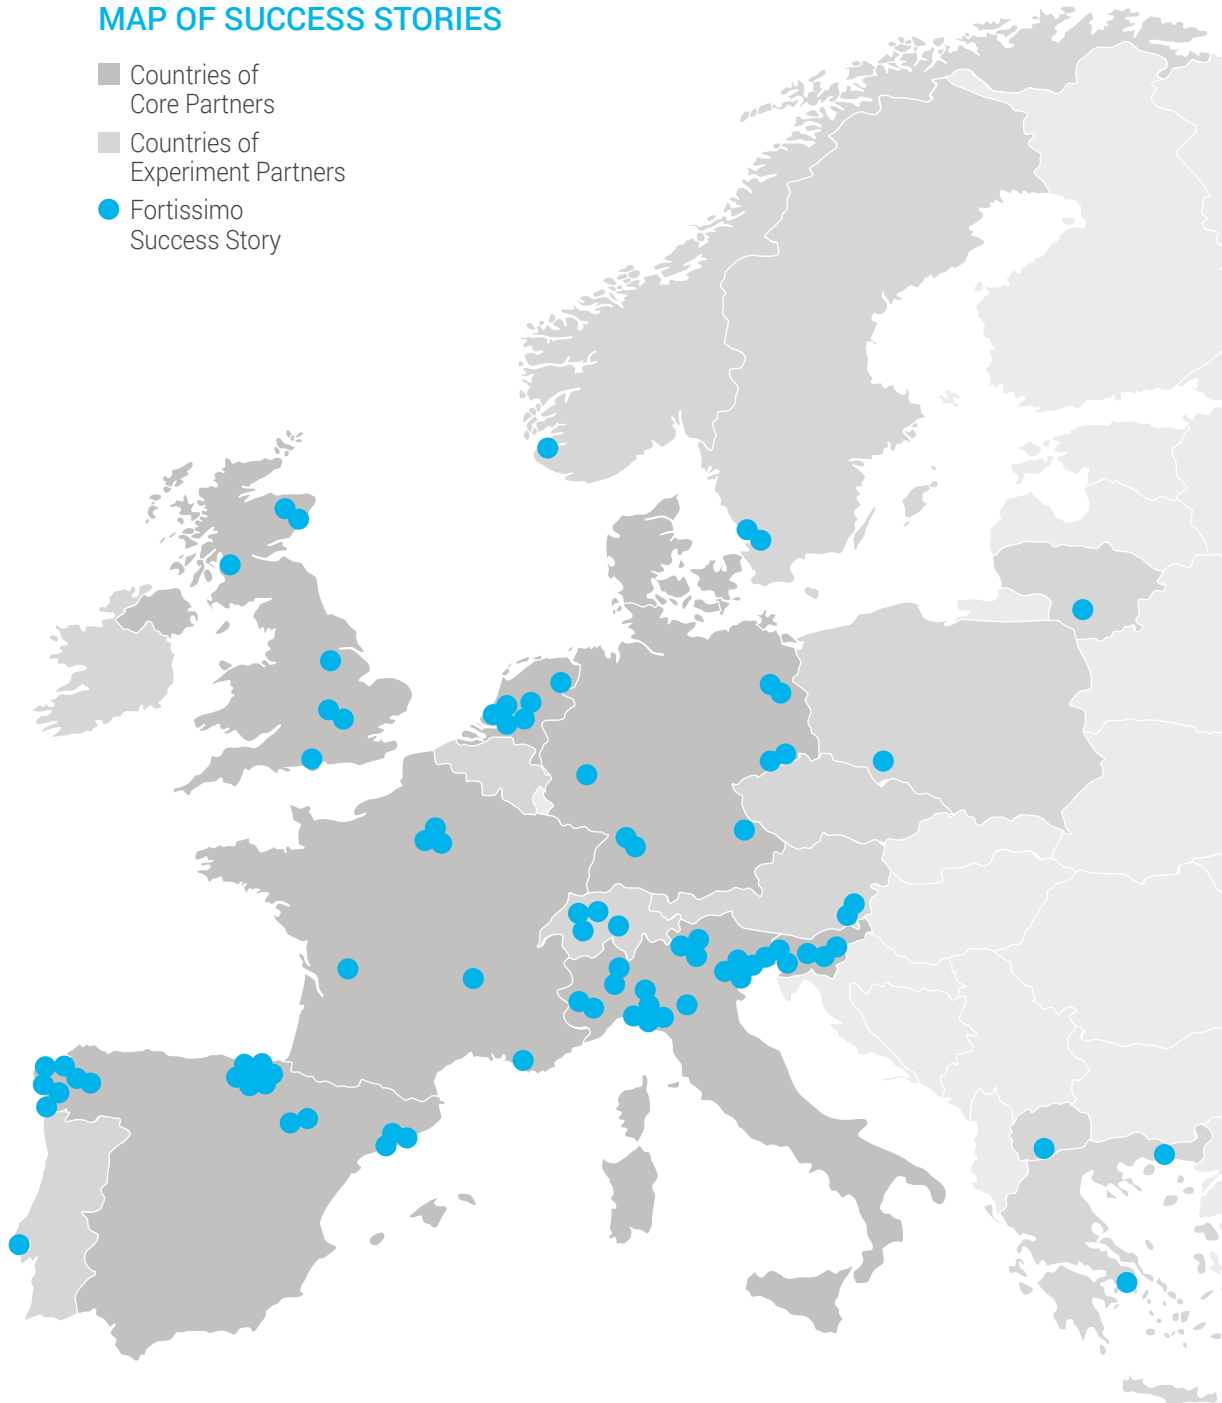 MAP OF SUCCESS STORIES
Countries of
Core Partners
Countries of
Experiment Partners
Fortissimo
Success Story